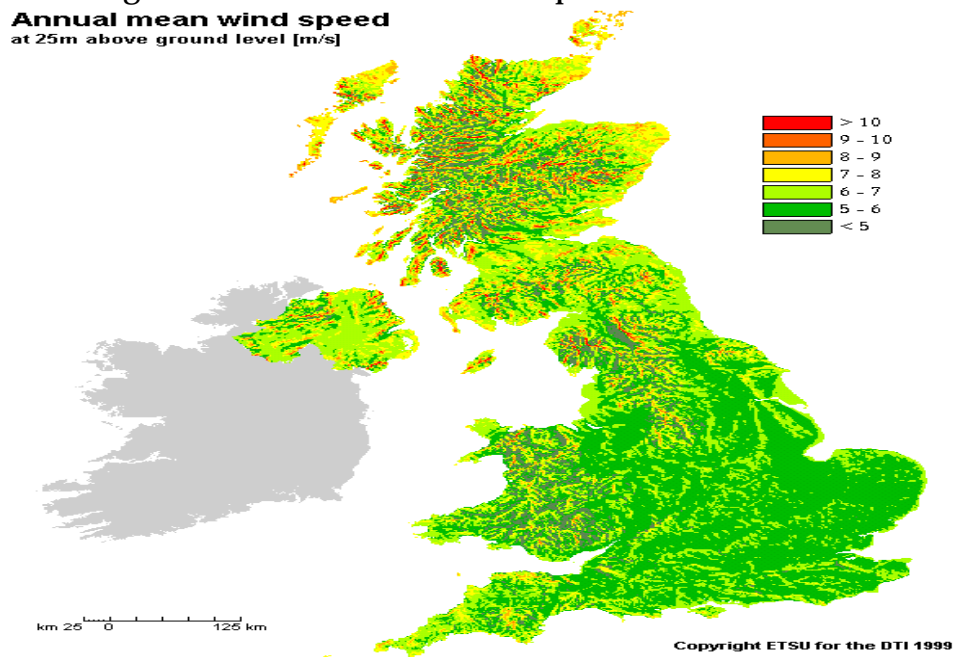 Annual mean wind speed
at 25m above ground level [m/s]
> 10
9 - 10
8 - 9
7 - 8
6 - 7
5 - 6
< 5
km 25 0 125 km
Copyright ETSU for the DTI 1999